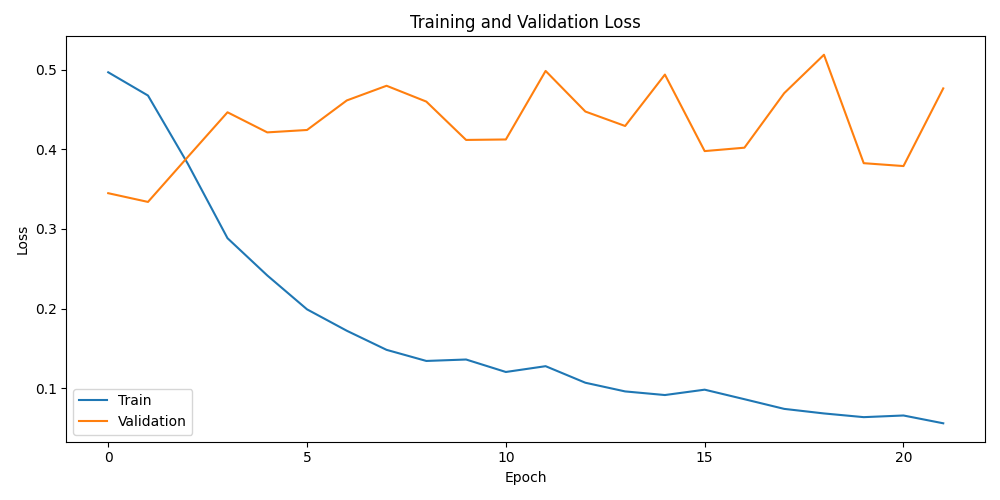 Training and Validation Loss
Loss
0.5
0.4
0.3
0.2
0.1
Train
Validation
0 5 10 15 20
Epoch